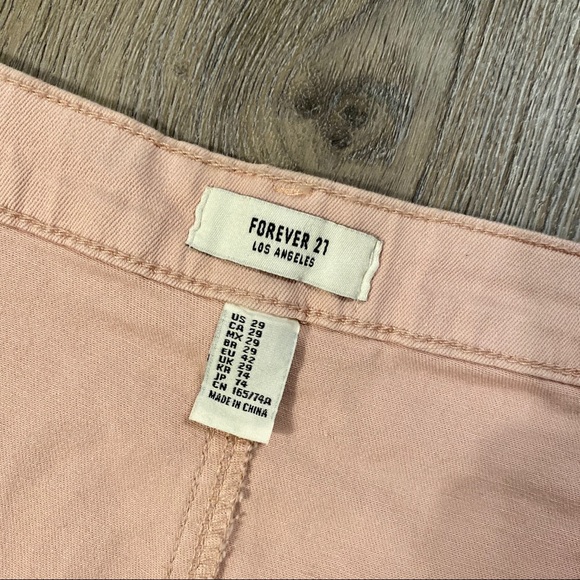 FOREVER 21
LOS ANGELES
US 29
CA 29
MX 29
BR 29
EU 42
UK 29
KR 74
JP 74
CN 165/74A
MADE IN CHINA